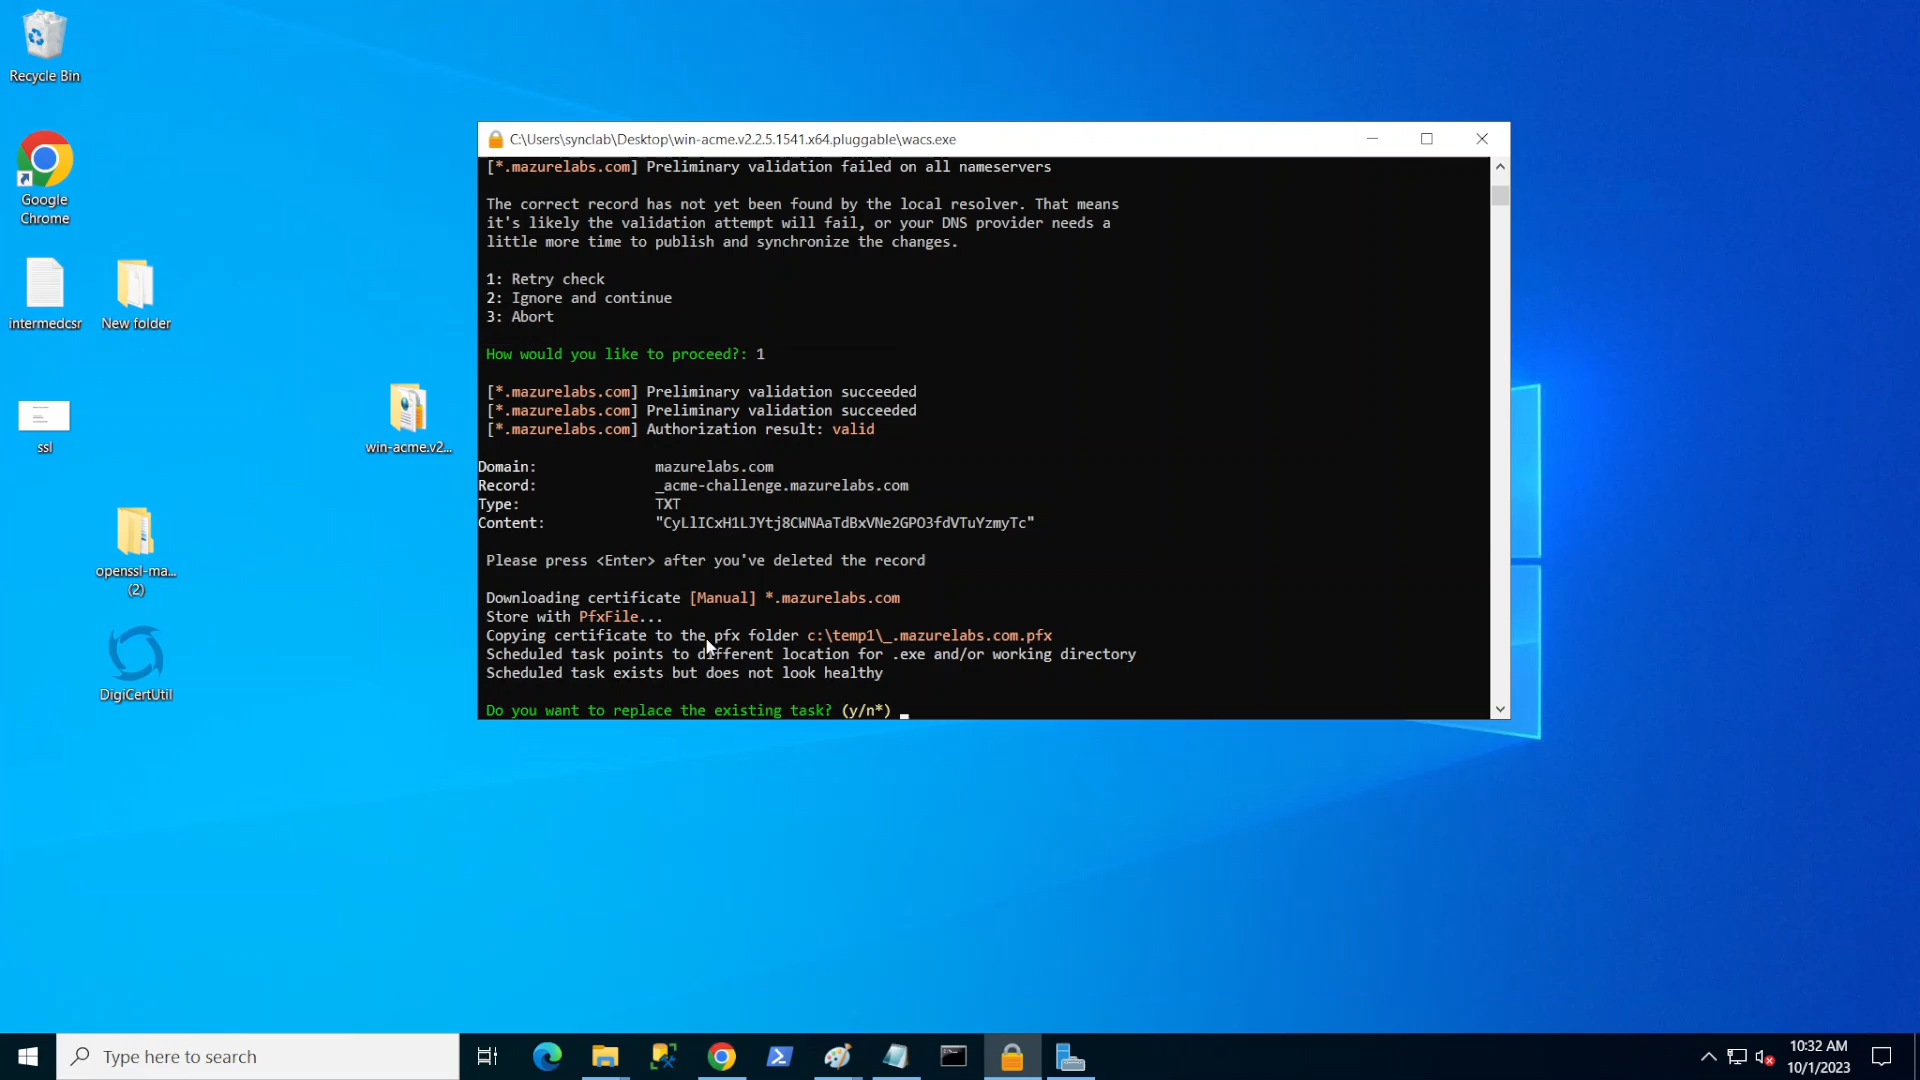 Recycle Bin
Google
Chrome
intermedcsr
New folder
ssl
win-acme.v2...
openssl-ma...
(2)
DigiCertUtil
C:\Users\synclab\Desktop\win-acme.v2.2.5.1541.x64.pluggable\wacs.exe
[*.mazurelabs.com] Preliminary validation failed on all nameservers
The correct record has not yet been found by the local resolver. That means
it's likely the validation attempt will fail, or your DNS provider needs a
little more time to publish and synchronize the changes.
1: Retry check
2: Ignore and continue
3: Abort
How would you like to proceed?: 1
[*.mazurelabs.com] Preliminary validation succeeded
[*.mazurelabs.com] Preliminary validation succeeded
[*.mazurelabs.com] Authorization result: valid
Domain: mazurelabs.com
Record: _acme-challenge.mazurelabs.com
Type: TXT
Content: "CyLlICxH1LJYtj8CWNAaTdBxVNe2GPO3fdVTuYzmyTc"
Please press <Enter> after you've deleted the record
Downloading certificate [Manual] *.mazurelabs.com
Store with PfxFile...
Copying certificate to the pfx folder c:\temp1\_.mazurelabs.com.pfx
Scheduled task points to different location for .exe and/or working directory
Scheduled task exists but does not look healthy
Do you want to replace the existing task? (y/n*)
Type here to search
10:32 AM
10/1/2023